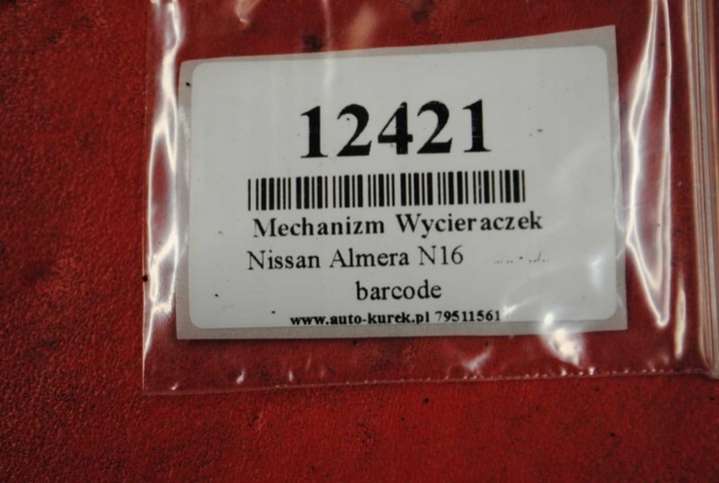 12421
Mechanizm Wycieraczek
Nissan Almera N16
barcode
www.auto-kurek.pl 79511561